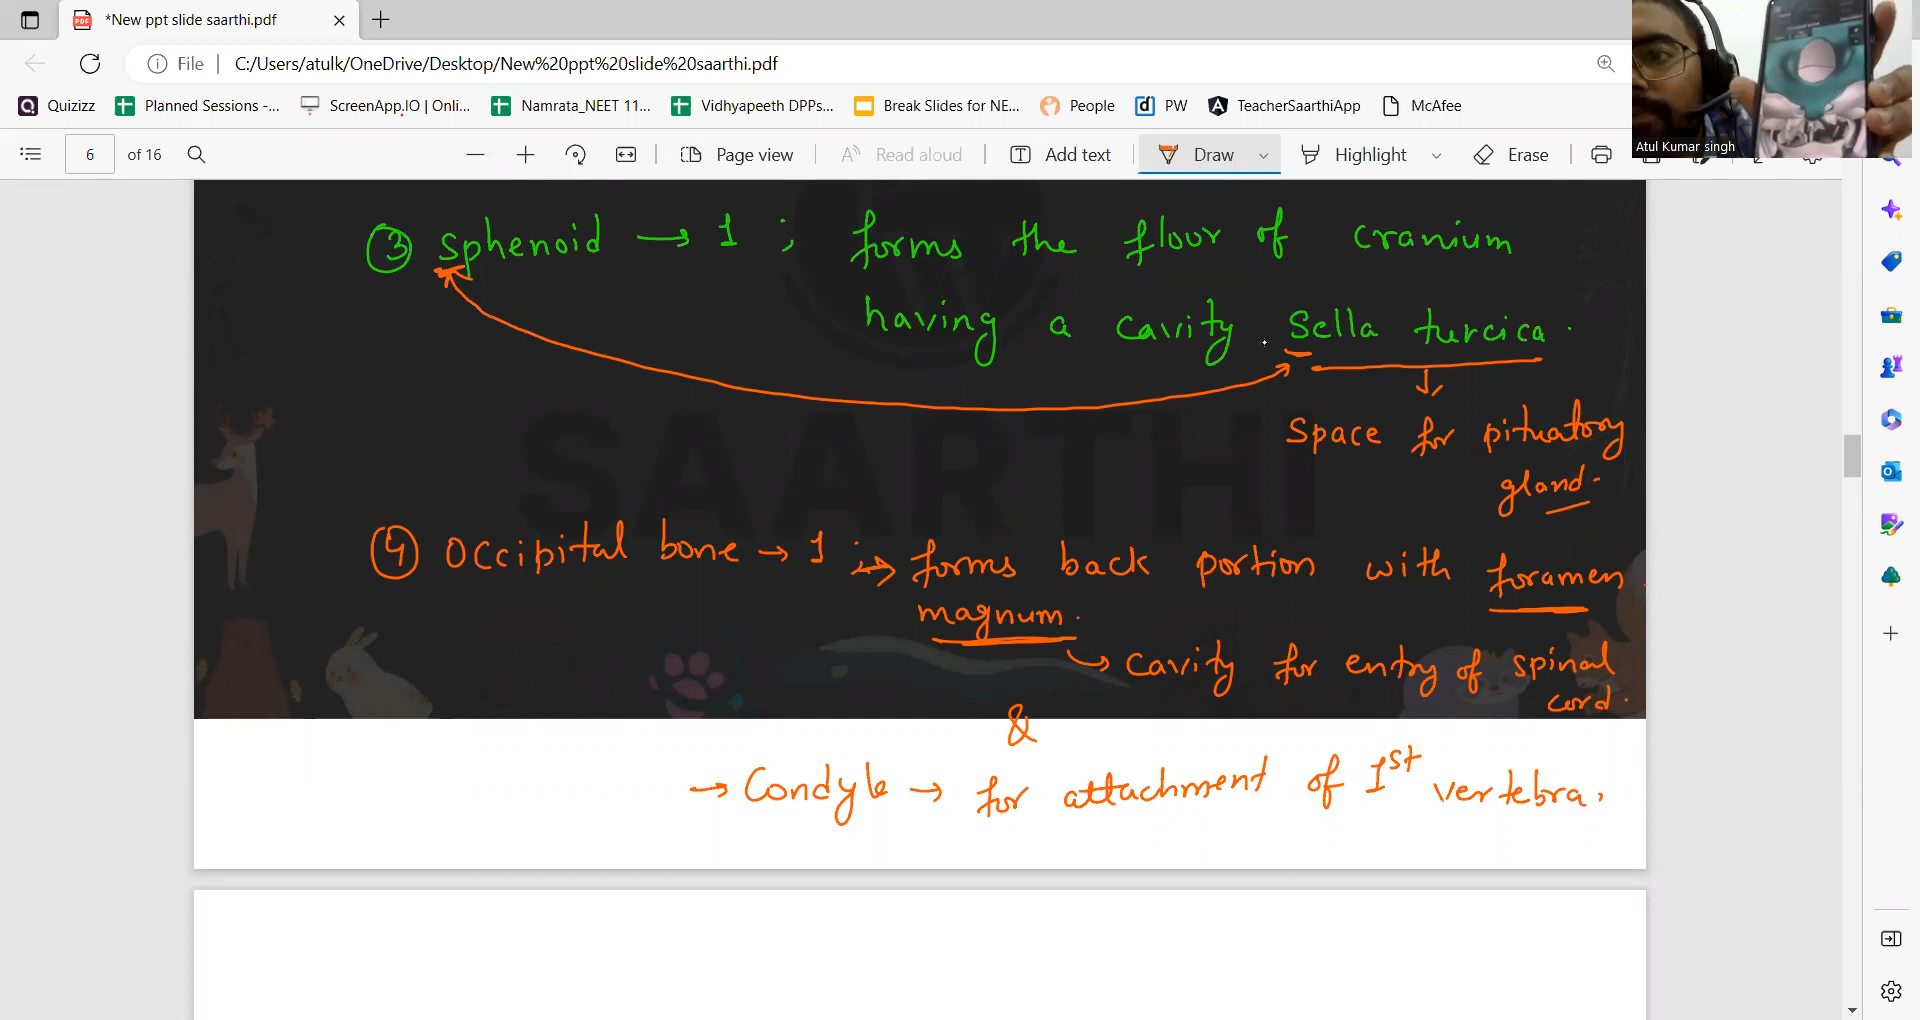 *New ppt slide saarthi.pdf
File
C:/Users/atulk/OneDrive/Desktop/New%20ppt%20slide%20saarthi.pdf
Quizizz
Planned Sessions -...
ScreenApp.IO | Onli...
Namrata_NEET 11...
Vidhyapeeth DPPs...
Break Slides for NE...
People
PW
TeacherSaarthiApp
McAfee
Atul Kumar singh
6 of 16
Page view
Read aloud
Add text
Draw
Highlight
Erase
③ Sphenoid → 1 ; forms the floor of cranium
having a cavity . Sella turcica .
Space for pituatory
gland.
SAARTHI
④ Occipital bone → 1 ;→ forms back portion with foramen
magnum.
→ Cavity for entry of spinal
cord.
&
→ Condyle → for attachment of 1st vertebra,